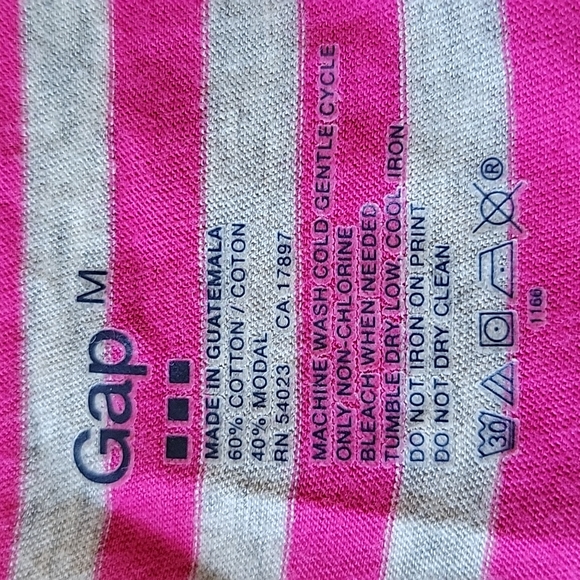 Gap M
MADE IN GUATEMALA
60% COTTON / COTON
40% MODAL
RN 54023 CA 17897
MACHINE WASH COLD GENTLE CYCLE
ONLY NON-CHLORINE
BLEACH WHEN NEEDED
TUMBLE DRY LOW, COOL IRON
DO NOT IRON ON PRINT
DO NOT DRY CLEAN
30 ®
1166